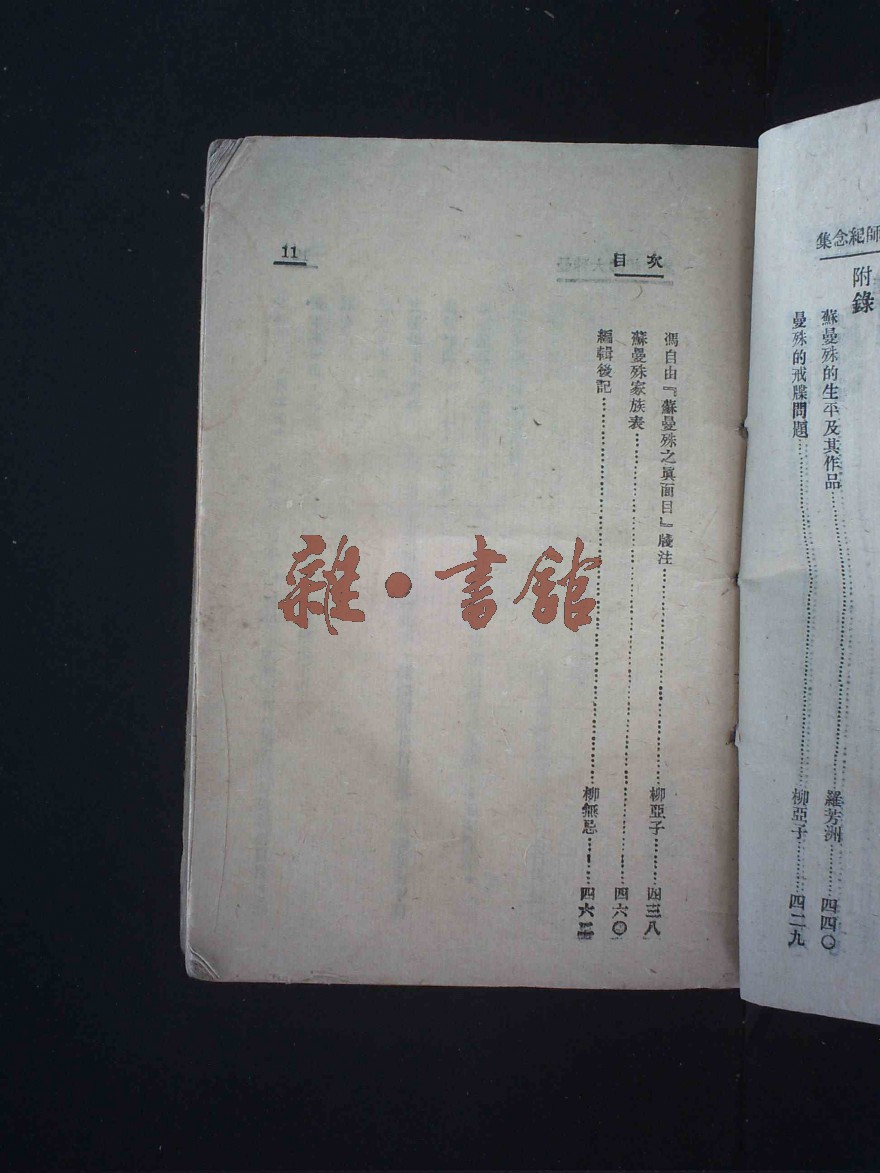 師紀念集
附錄
蘇曼殊的生平及其作品……羅芳洲……四四〇
曼殊的戒牒問題……柳亞子……四二九
目次
11
馮自由『蘇曼殊之眞面目』牋注……柳亞子……四三八
蘇曼殊家族表……四六〇
編輯後記……柳無忌……四六三
雜·書館